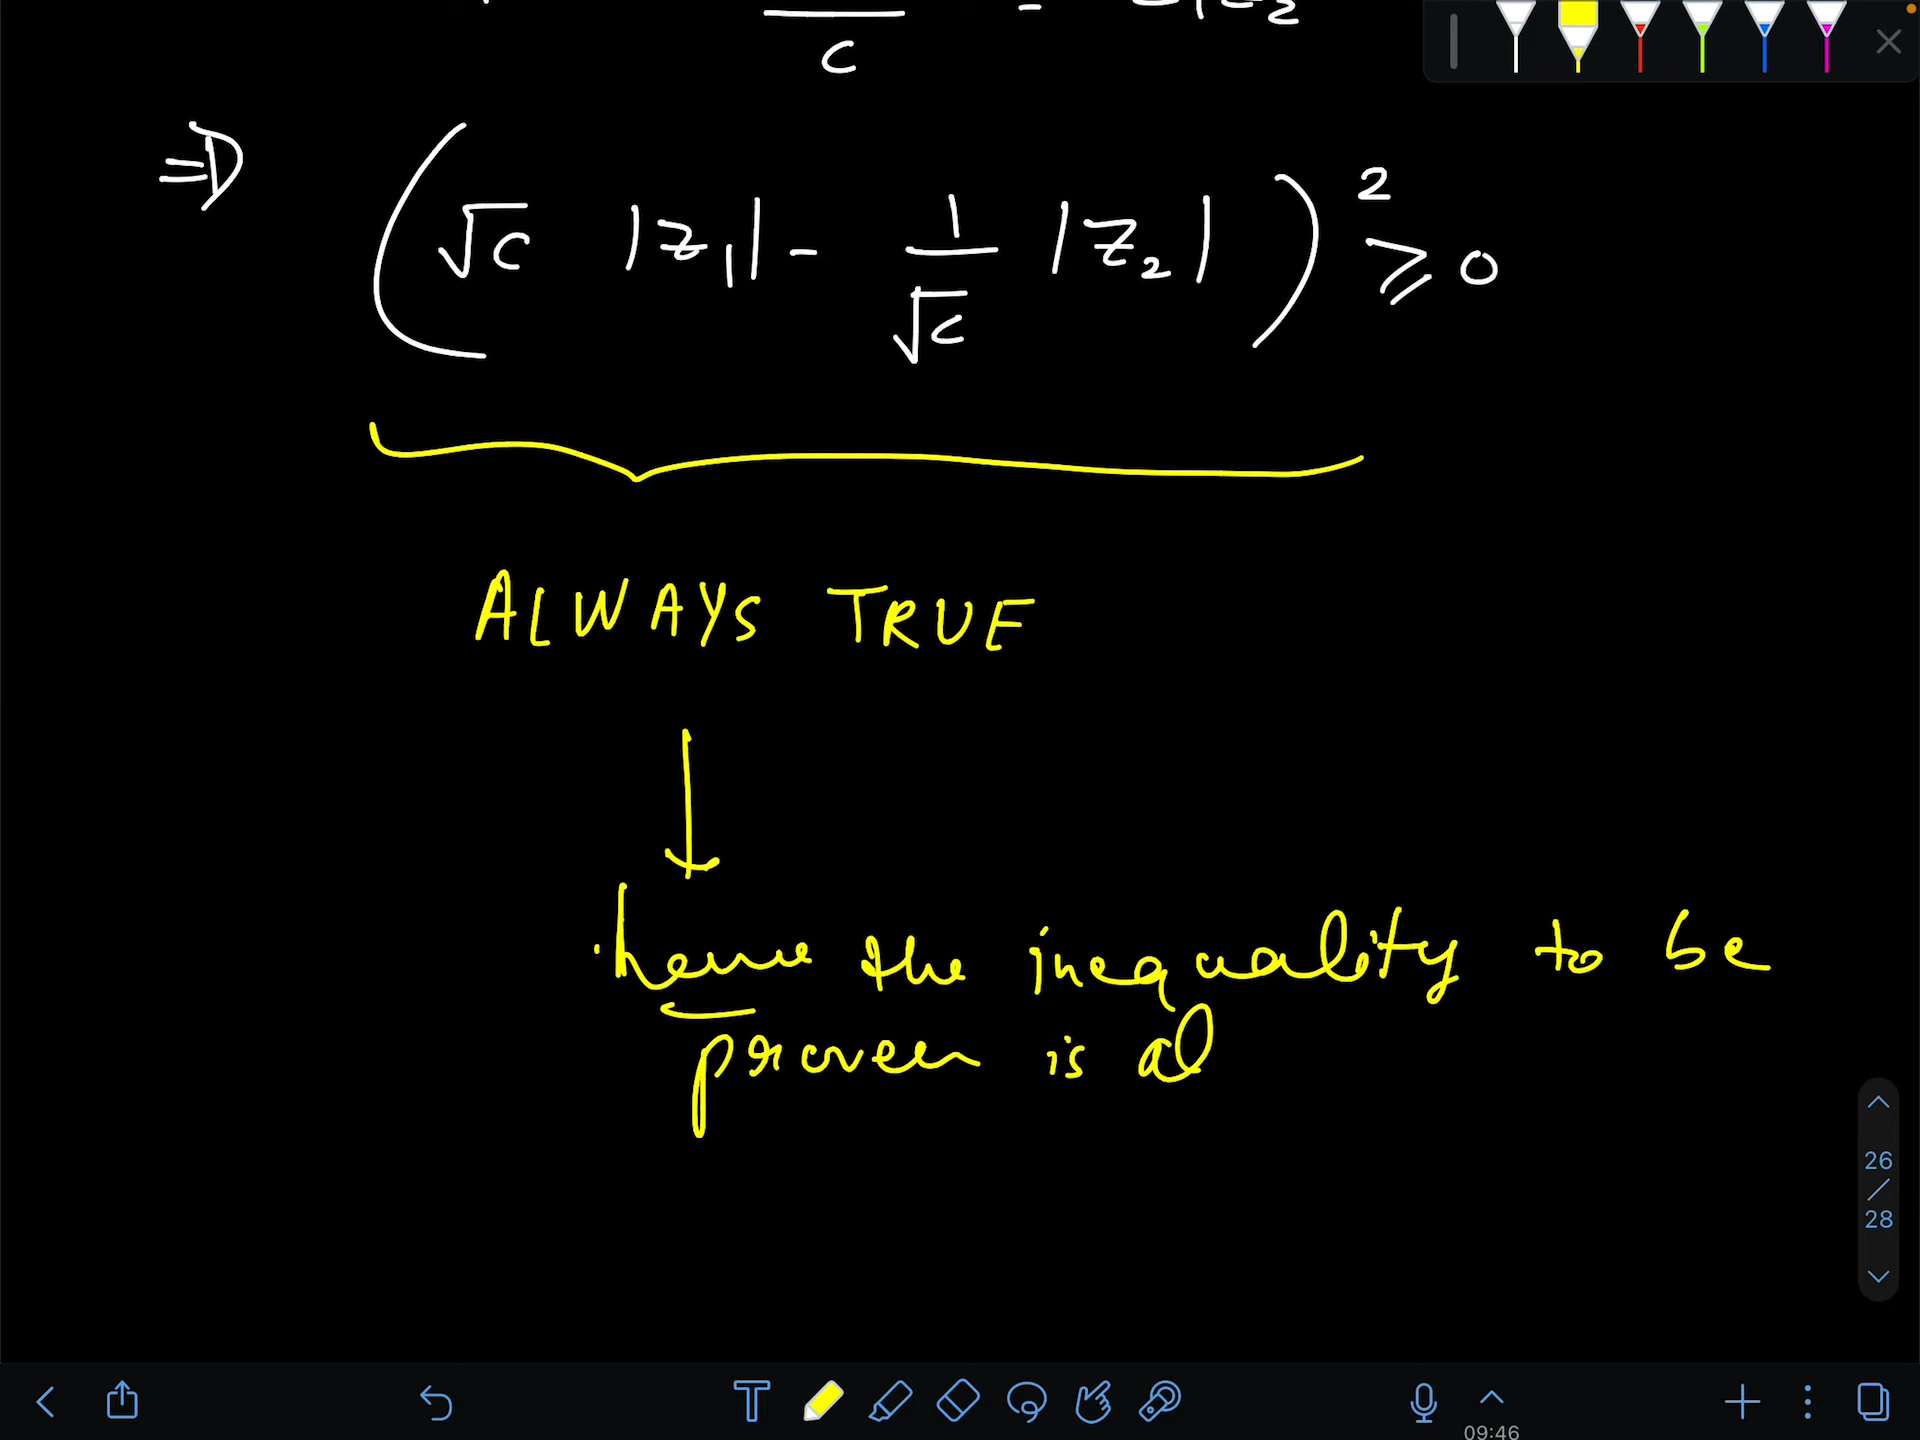 c
⇒ (√c |z₁| - 1/√c |z₂|)² ⩾ 0
ALWAYS TRUE
hence the inequality to be
proven is al
26
/
28
T
09:46